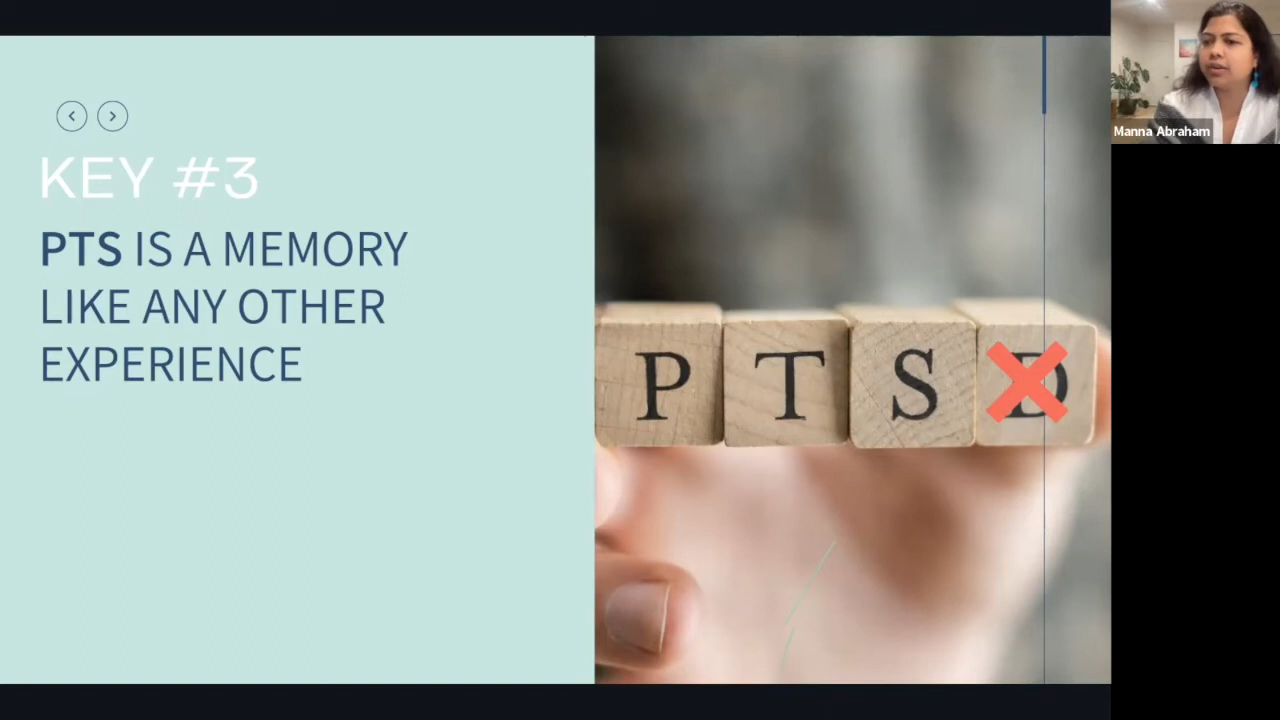 KEY #3
PTS IS A MEMORY
LIKE ANY OTHER
EXPERIENCE
P T S D
Manna Abraham